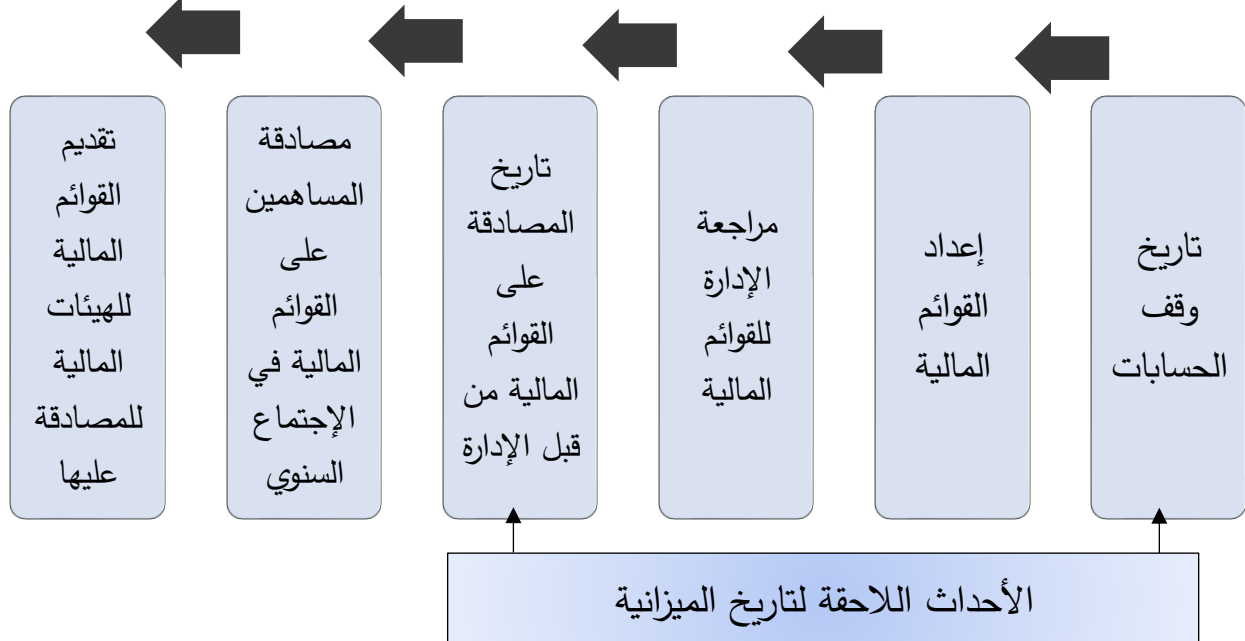 تاريخ
وقف
الحسابات
إعداد
القوائم
المالية
مراجعة
الإدارة
للقوائم
المالية
تاريخ
المصادقة
على
القوائم
المالية من
قبل الإدارة
مصادقة
المساهمين
على
القوائم
المالية في
الإجتماع
السنوي
تقديم
القوائم
المالية
للهيئات
المالية
للمصادقة
عليها
الأحداث اللاحقة لتاريخ الميزانية